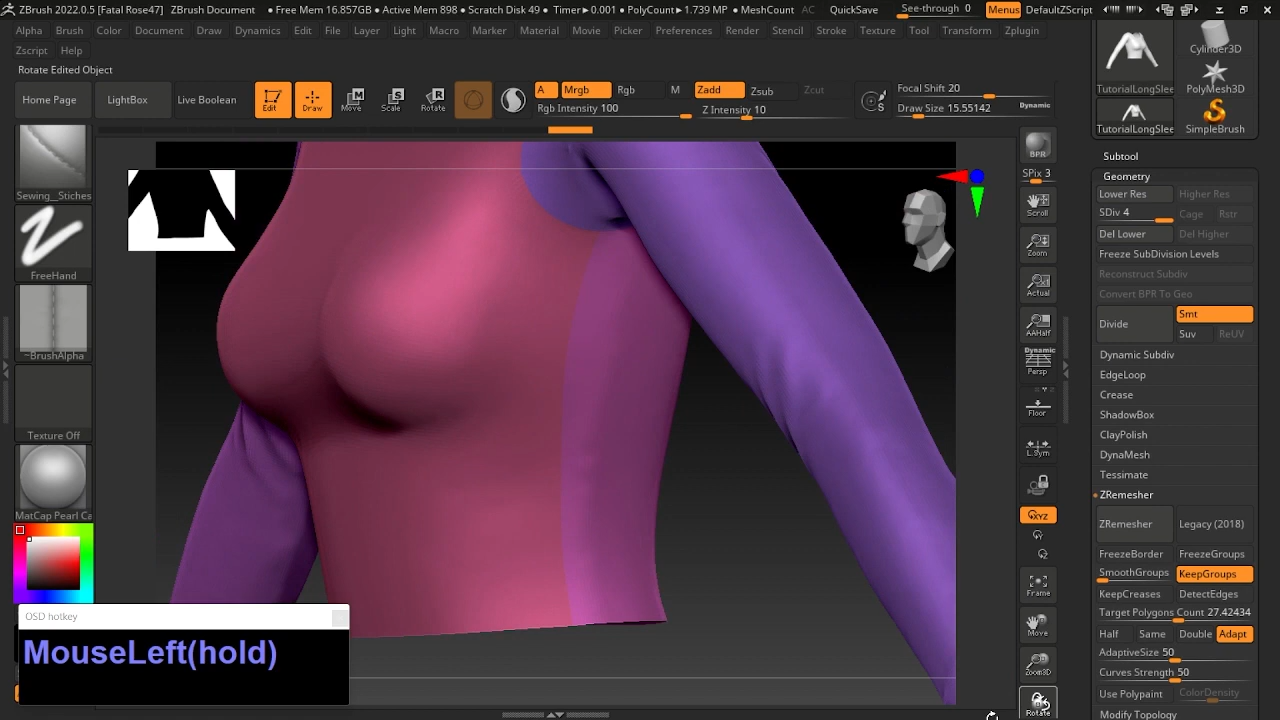 ZBrush 2022.0.5 [Fatal Rose47] ZBrush Document ● Free Mem 16.857GB ● Active Mem 898 ● Scratch Disk 49 ● Timer►0.001 ● PolyCount►1.739 MP ● MeshCount AC QuickSave See-through 0 Menus DefaultZScript
Alpha Brush Color Document Draw Dynamics Edit File Layer Light Macro Marker Material Movie Picker Preferences Render Stencil Stroke Texture Tool Transform Zplugin
Zscript Help
Rotate Edited Object
Home Page LightBox Live Boolean Edit Draw Move Scale Rotate
A Mrgb Rgb M Zadd Zsub Zcut
Rgb Intensity 100 Z Intensity 10
Focal Shift 20
Draw Size 15.55142 Dynamic
S
Sewing__Stiches
FreeHand
~BrushAlpha
Texture Off
MatCap Pearl Ca
OSD hotkey
MouseLeft(hold)
BPR
SPix 3
Scroll
Zoom
Actual
AAHalf
Dynamic
Persp
Floor
L.Sym
XYZ
Y
Z
Frame
Move
Zoom3D
Rotate
Cylinder3D
TutorialLongSlee PolyMesh3D
TutorialLongSlee SimpleBrush
Subtool
Geometry
Lower Res Higher Res
SDiv 4 Cage Rstr
Del Lower Del Higher
Freeze SubDivision Levels
Reconstruct Subdiv
Convert BPR To Geo
Divide Smt
Suv ReUV
Dynamic Subdiv
EdgeLoop
Crease
ShadowBox
ClayPolish
DynaMesh
Tessimate
ZRemesher
ZRemesher Legacy (2018)
FreezeBorder FreezeGroups
SmoothGroups KeepGroups
KeepCreases DetectEdges
Target Polygons Count 27.42434
Half Same Double Adapt
AdaptiveSize 50
Curves Strength 50
Use Polypaint ColorDensity
Modify Topology